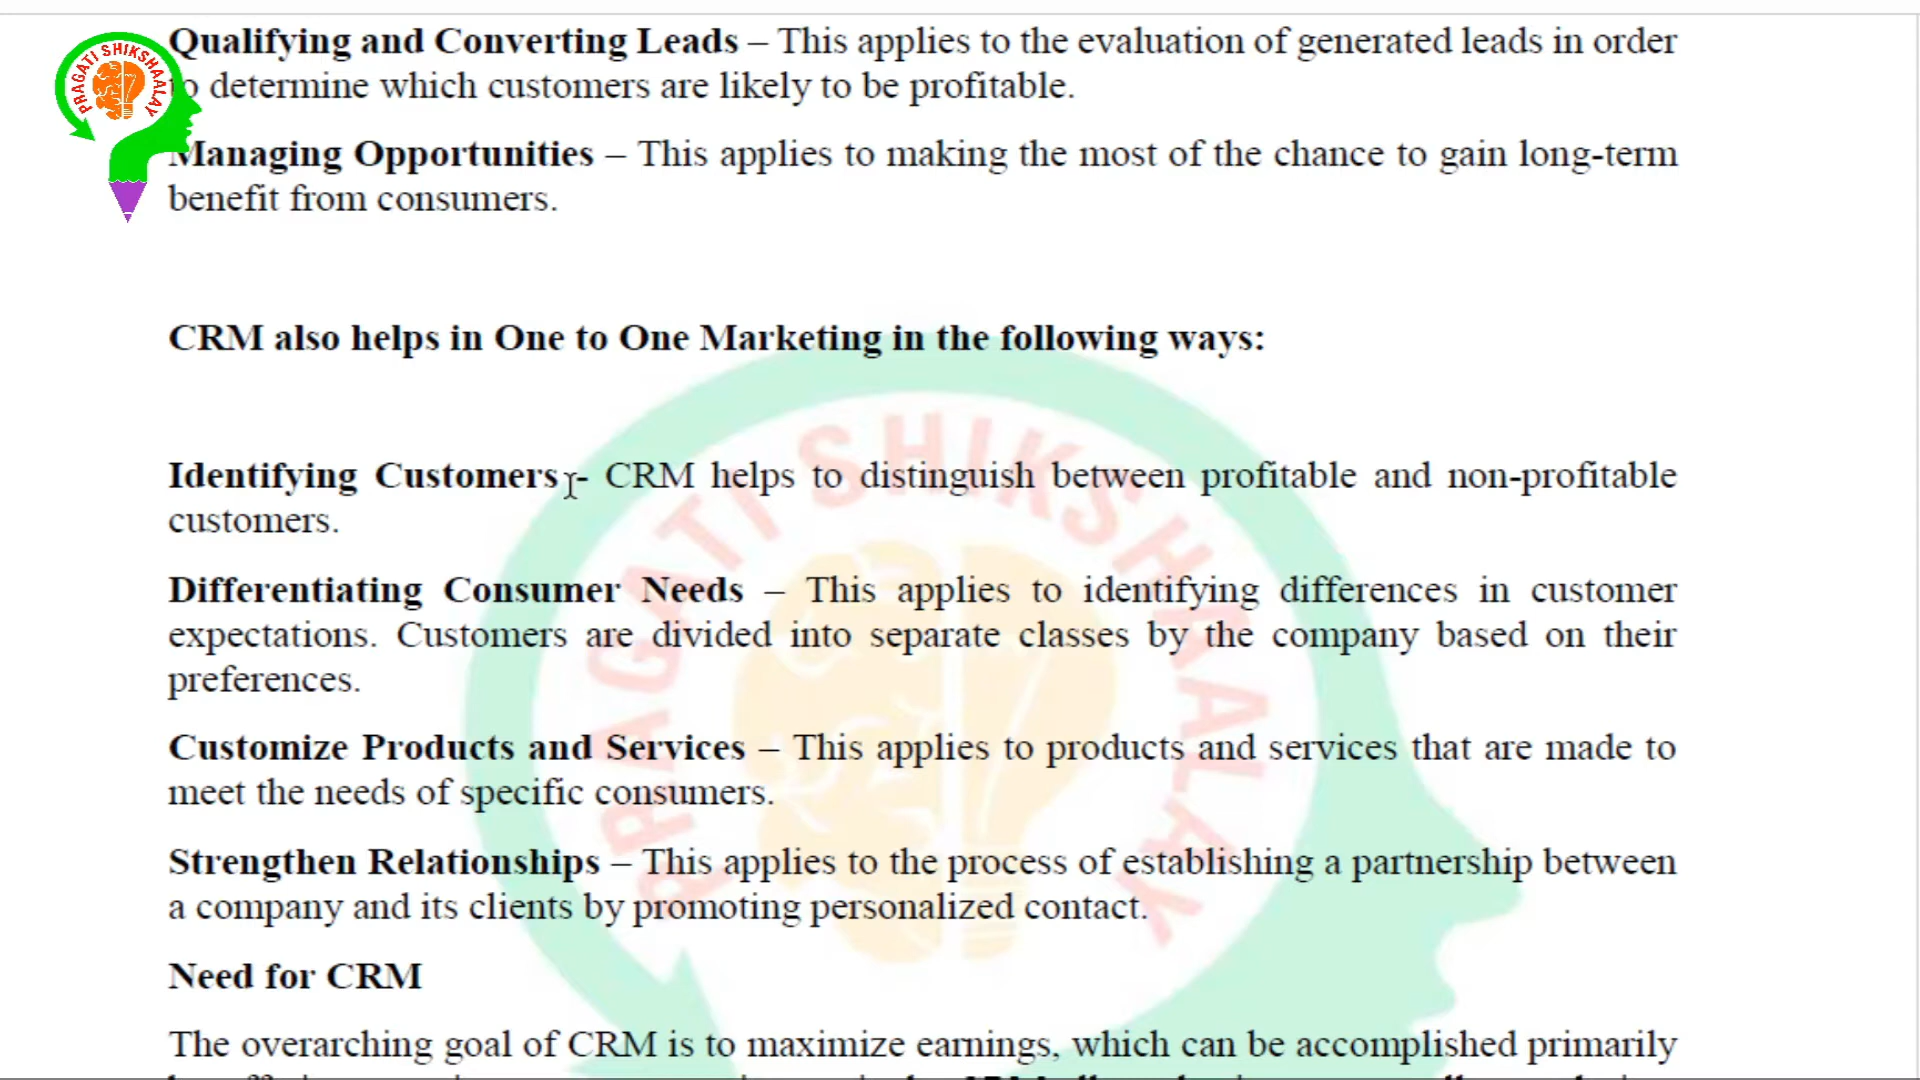 PRAGATI SHIKSHAALAY
Qualifying and Converting Leads – This applies to the evaluation of generated leads in order
to determine which customers are likely to be profitable.
Managing Opportunities – This applies to making the most of the chance to gain long-term
benefit from consumers.
CRM also helps in One to One Marketing in the following ways:
Identifying Customers - CRM helps to distinguish between profitable and non-profitable
customers.
Differentiating Consumer Needs – This applies to identifying differences in customer
expectations. Customers are divided into separate classes by the company based on their
preferences.
Customize Products and Services – This applies to products and services that are made to
meet the needs of specific consumers.
Strengthen Relationships – This applies to the process of establishing a partnership between
a company and its clients by promoting personalized contact.
PRAGATI SHIKSHAALAY
Need for CRM
The overarching goal of CRM is to maximize earnings, which can be accomplished primarily